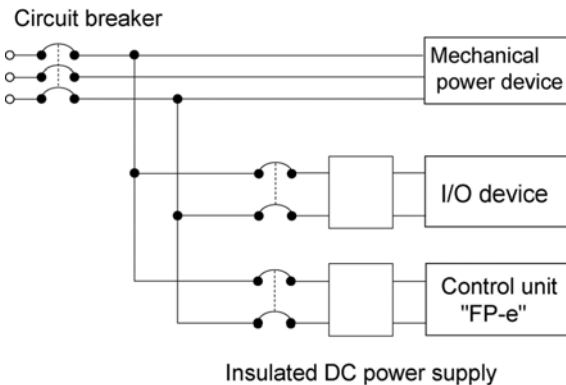 Circuit breaker
Mechanical
power device
I/O device
Control unit
"FP-e"
Insulated DC power supply